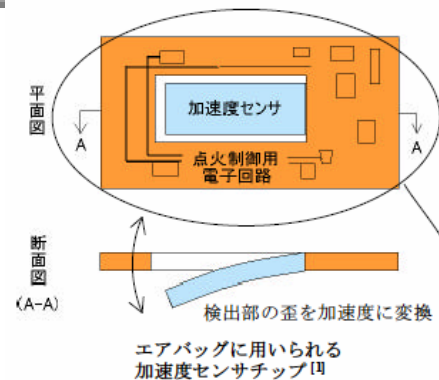 平面図
加速度センサ
A
A
点火制御用
電子回路
断面図
(A-A)
検出部の歪を加速度に変換
エアバッグに用いられる
加速度センサチップ[1]